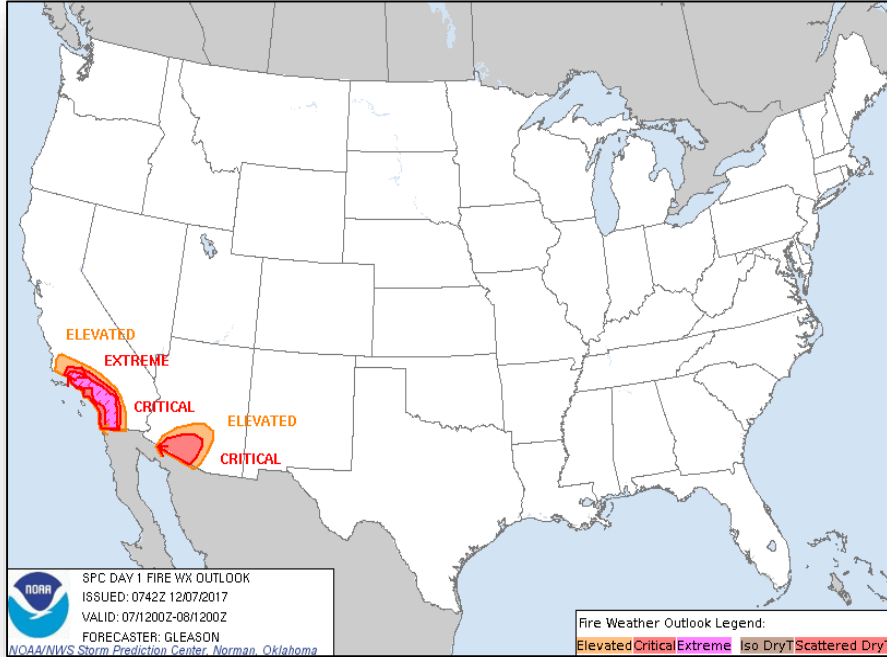 ELEVATED
EXTREME
CRITICAL
ELEVATED
CRITICAL
NOAA
SPC DAY 1 FIRE WX OUTLOOK
ISSUED: 0742Z 12/07/2017
VALID: 07/1200Z-08/1200Z
FORECASTER: GLEASON
NOAA/NWS Storm Prediction Center, Norman, Oklahoma
Fire Weather Outlook Legend:
Elevated Critical Extreme Iso DryT Scattered DryT